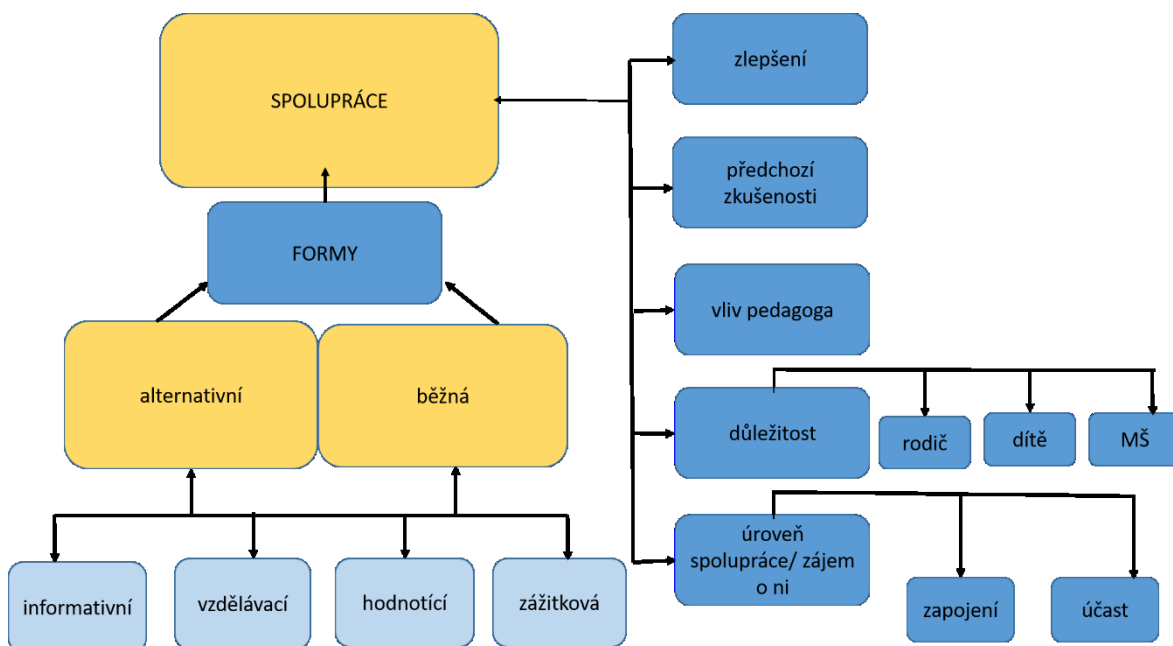 SPOLUPRÁCE
FORMY
alternativní
běžná
informativní
vzdělávací
hodnotící
zážitková
zlepšení
předchozí
zkušenosti
vliv pedagoga
důležitost
rodič
dítě
MŠ
úroveň
spolupráce/ zájem
o ni
zapojení
účast